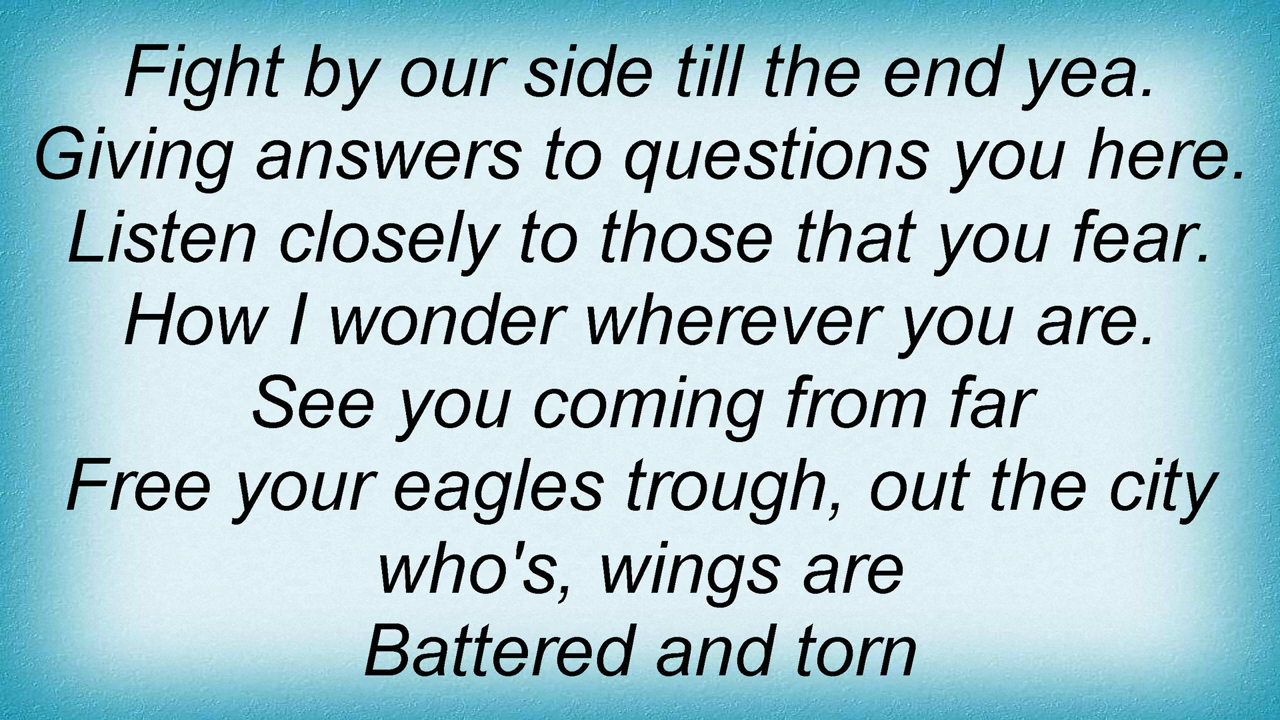 Fight by our side till the end yea.
Giving answers to questions you here.
Listen closely to those that you fear.
How I wonder wherever you are.
See you coming from far
Free your eagles trough, out the city
who's, wings are
Battered and torn